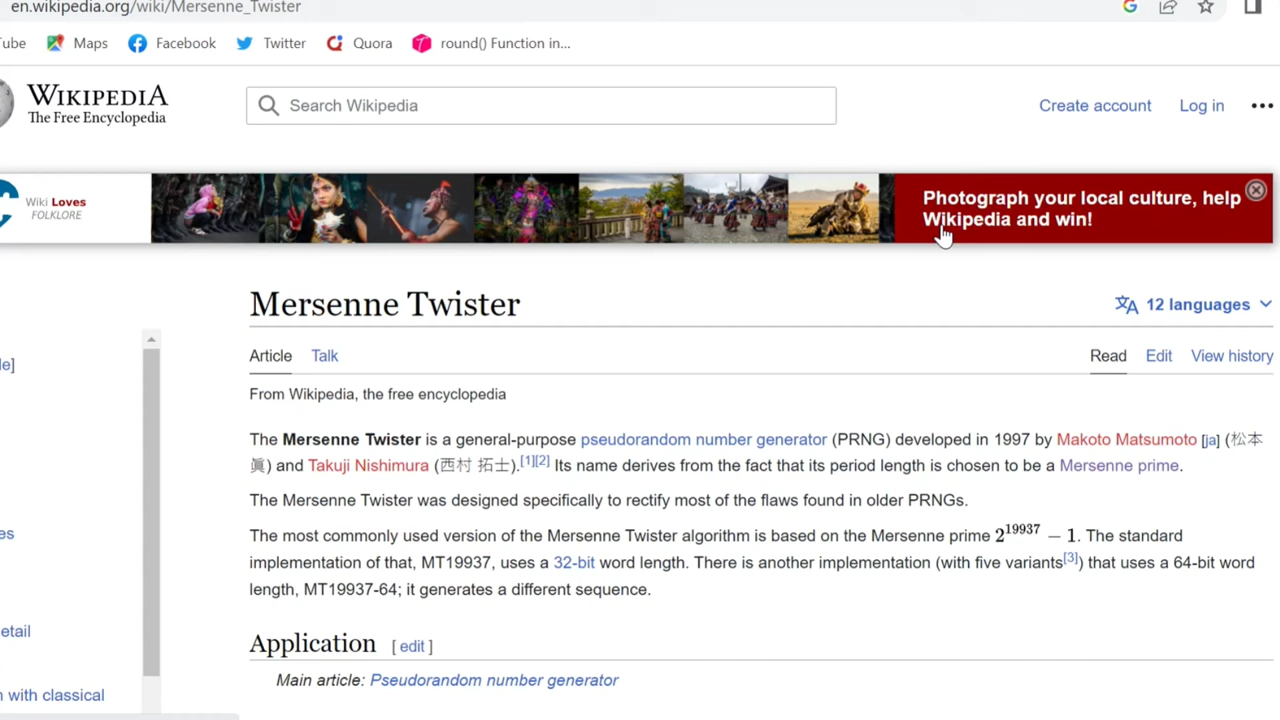 en.wikipedia.org/wiki/Mersenne_Twister
Tube Maps Facebook Twitter Quora round() Function in...
WIKIPEDIA
The Free Encyclopedia
Search Wikipedia
Create account Log in
Wiki Loves
FOLKLORE
Photograph your local culture, help
Wikipedia and win!
Mersenne Twister
12 languages
Article Talk Read Edit View history
From Wikipedia, the free encyclopedia
The Mersenne Twister is a general-purpose pseudorandom number generator (PRNG) developed in 1997 by Makoto Matsumoto [ja] (松本
眞) and Takuji Nishimura (西村 拓士).[1][2] Its name derives from the fact that its period length is chosen to be a Mersenne prime.
The Mersenne Twister was designed specifically to rectify most of the flaws found in older PRNGs.
The most commonly used version of the Mersenne Twister algorithm is based on the Mersenne prime 2^19937 − 1. The standard
implementation of that, MT19937, uses a 32-bit word length. There is another implementation (with five variants[3]) that uses a 64-bit word
length, MT19937-64; it generates a different sequence.
Application [ edit ]
Main article: Pseudorandom number generator
with classical